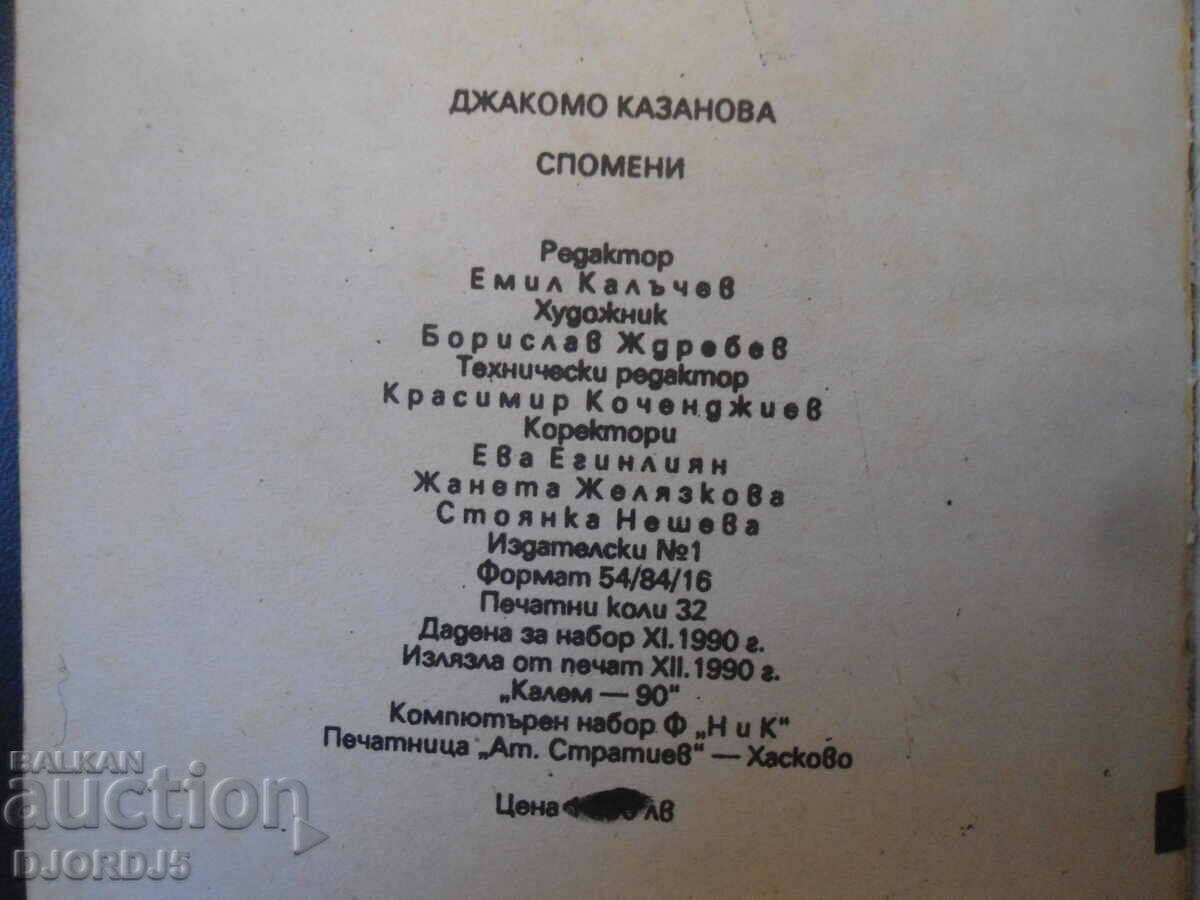 ДЖАКОМО КАЗАНОВА
СПОМЕНИ
Редактор
Емил Калъчев
Художник
Борислав Ждребев
Технически редактор
Красимир Коченджиев
Коректори
Ева Егинлиян
Жанета Желязкова
Стоянка Нешева
Издателски №1
Формат 54/84/16
Печатни коли 32
Дадена за набор XI.1990 г.
Излязла от печат XII.1990 г.
„Калем — 90“
Компютърен набор Ф „Н и К“
Печатница „Ат. Стратиев“ — Хасково
Цена лв
BALKAN
auction
DJORDJ5